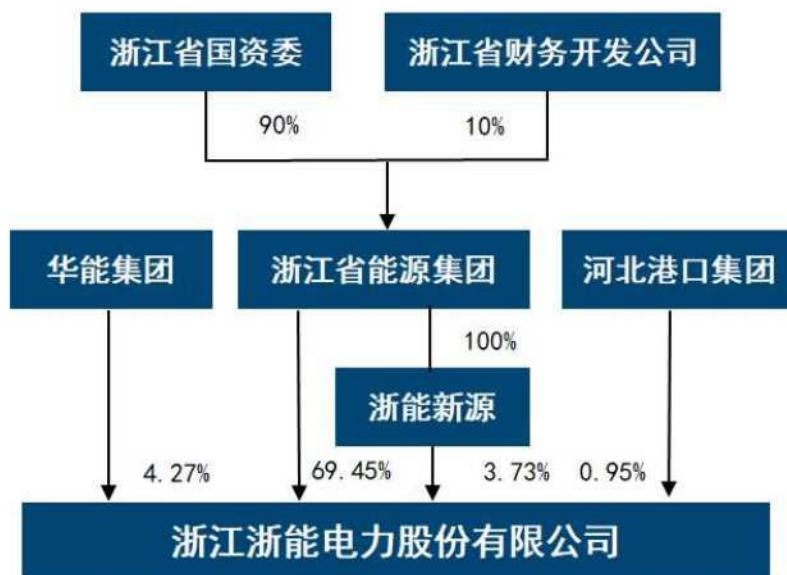 浙江省国资委
浙江省财务开发公司
90%
10%
华能集团
浙江省能源集团
河北港口集团
100%
浙能新源
4.27%
69.45%
3.73%
0.95%
浙江浙能电力股份有限公司